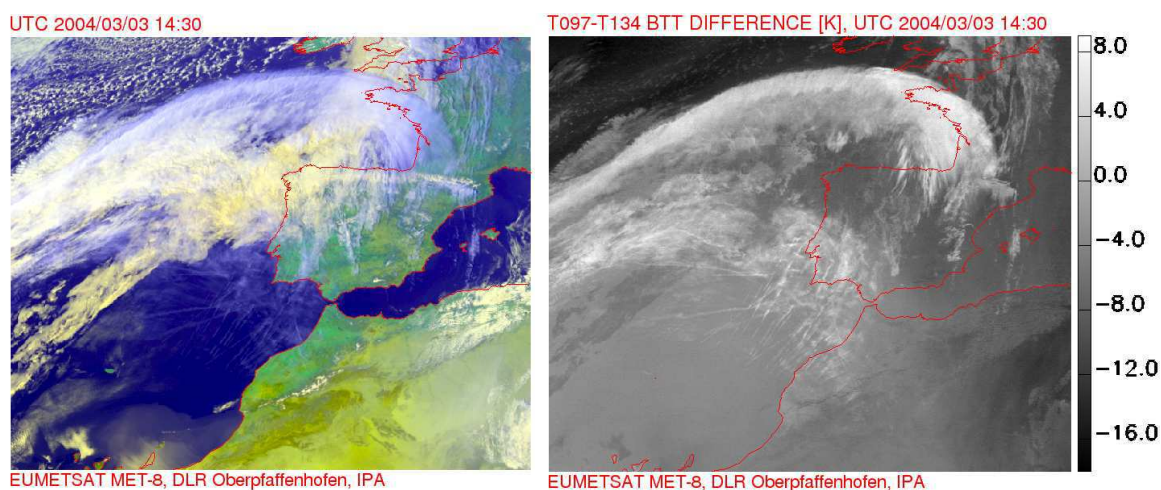 UTC 2004/03/03 14:30
EUMETSAT MET-8, DLR Oberpfaffenhofen, IPA
T097-T134 BTT DIFFERENCE [K], UTC 2004/03/03 14:30
8.0
4.0
0.0
-4.0
-8.0
-12.0
-16.0
EUMETSAT MET-8, DLR Oberpfaffenhofen, IPA